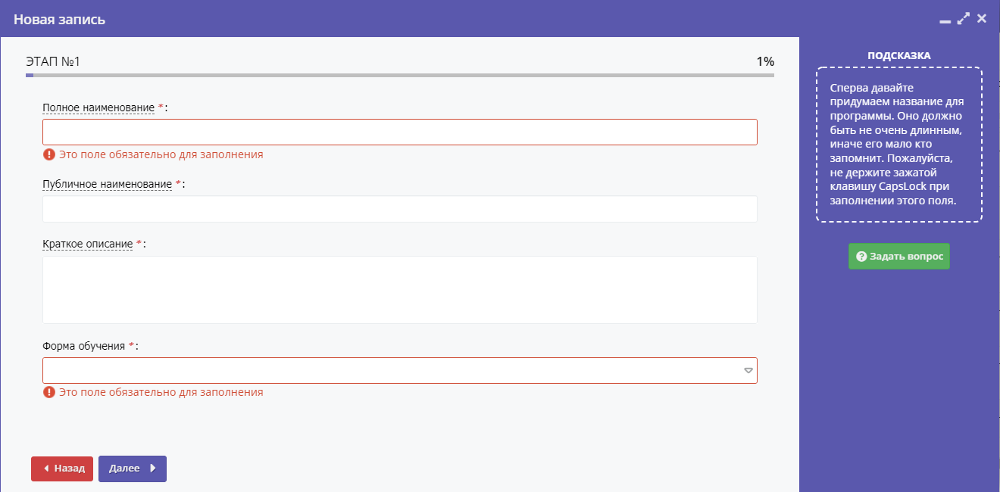 Новая запись
ЭТАП №1
1%
Полное наименование *:
Это поле обязательно для заполнения
Публичное наименование *:
Краткое описание *:
Форма обучения *:
Это поле обязательно для заполнения
Назад
Далее
ПОДСКАЗКА
Сперва давайте
придумаем название для
программы. Оно должно
быть не очень длинным,
иначе его мало кто
запомнит. Пожалуйста,
не держите зажатой
клавишу CapsLock при
заполнении этого поля.
Задать вопрос